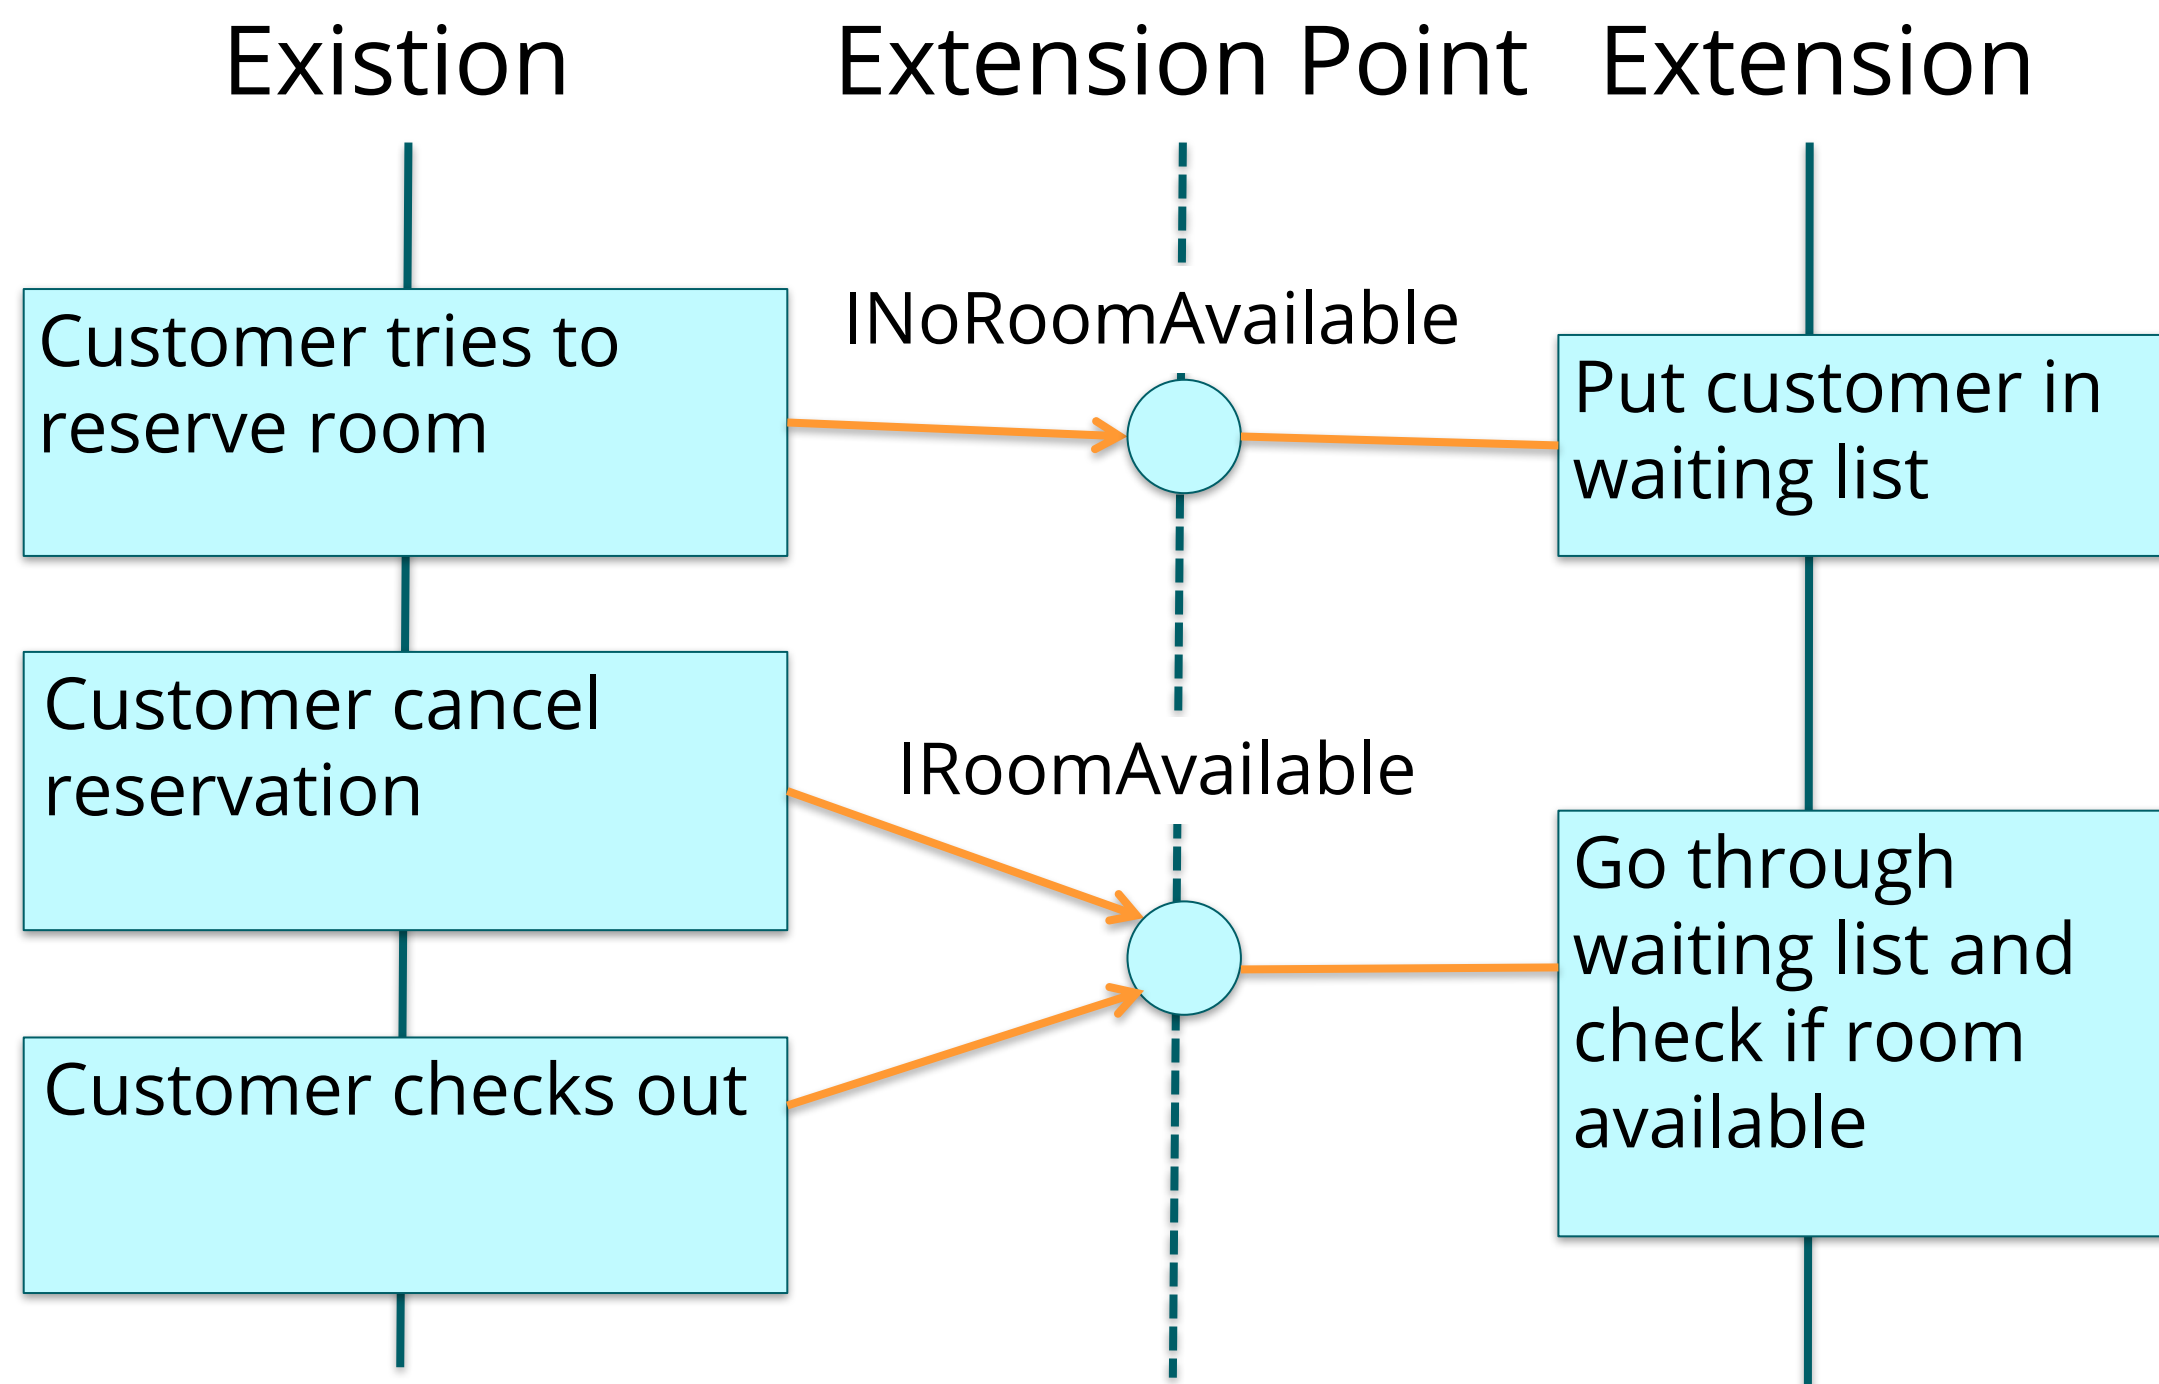 Existion
Extension Point
Extension
INoRoomAvailable
Customer tries to
reserve room
Put customer in
waiting list
Customer cancel
reservation
IRoomAvailable
Go through
waiting list and
check if room
available
Customer checks out